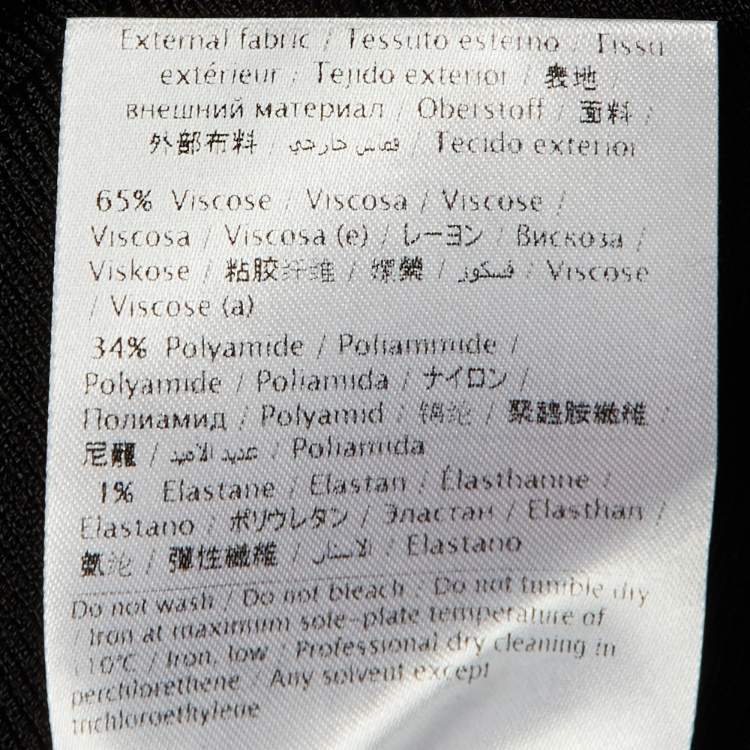 External fabric / Tessuto esterno / Tissu
extérieur / Tejido exterior / 表地 /
внешний материал / Oberstoff / 面料 /
外部布料 / قماس خارجي / Tecido exterior
65% Viscose / Viscosa / Viscose /
Viscosa / Viscosa (e) / レーヨン / Вискоза /
Viskose / 粘胶纤维 / 嫘縈 / فسكوز / Viscose
/ Viscose (a)
34% Polyamide / Poliammide /
Polyamide / Poliamida / ナイロン /
Полиамид / Polyamid / 锦纶 / 聚醯胺纖維 /
尼龍 / عديد الاميد / Poliamida
1% Elastane / Elastan / Élasthanne /
Elastano / ポリウレタン / Эластан / Elasthan /
氨纶 / 彈性纖維 / الاستان / Elastano
Do not wash / Do not bleach / Do not tumble dry
/ Iron at maximum sole-plate temperature of
110℃ / Iron, low / Professional dry cleaning in
perchlorethene / Any solvent except
trichloroethylene